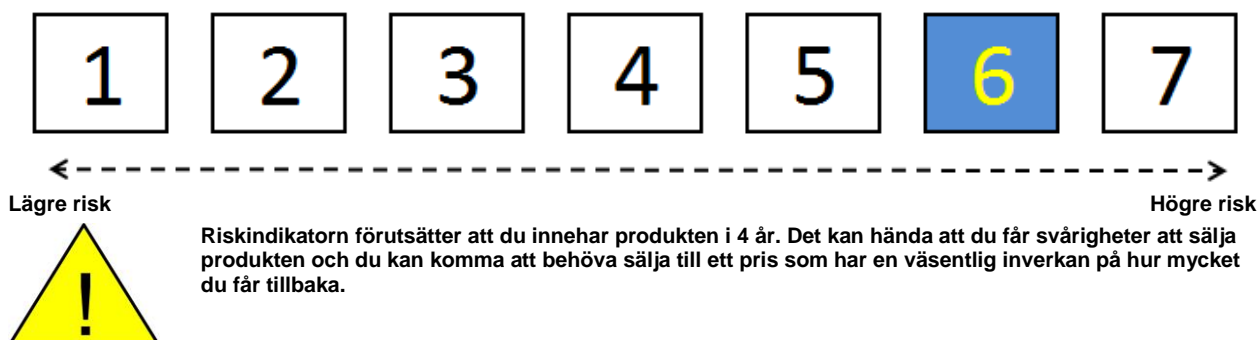 1 2 3 4 5 6 7
Lägre risk Högre risk
Riskindikatorn förutsätter att du innehar produkten i 4 år. Det kan hända att du får svårigheter att sälja
produkten och du kan komma att behöva sälja till ett pris som har en väsentlig inverkan på hur mycket
du får tillbaka.
!